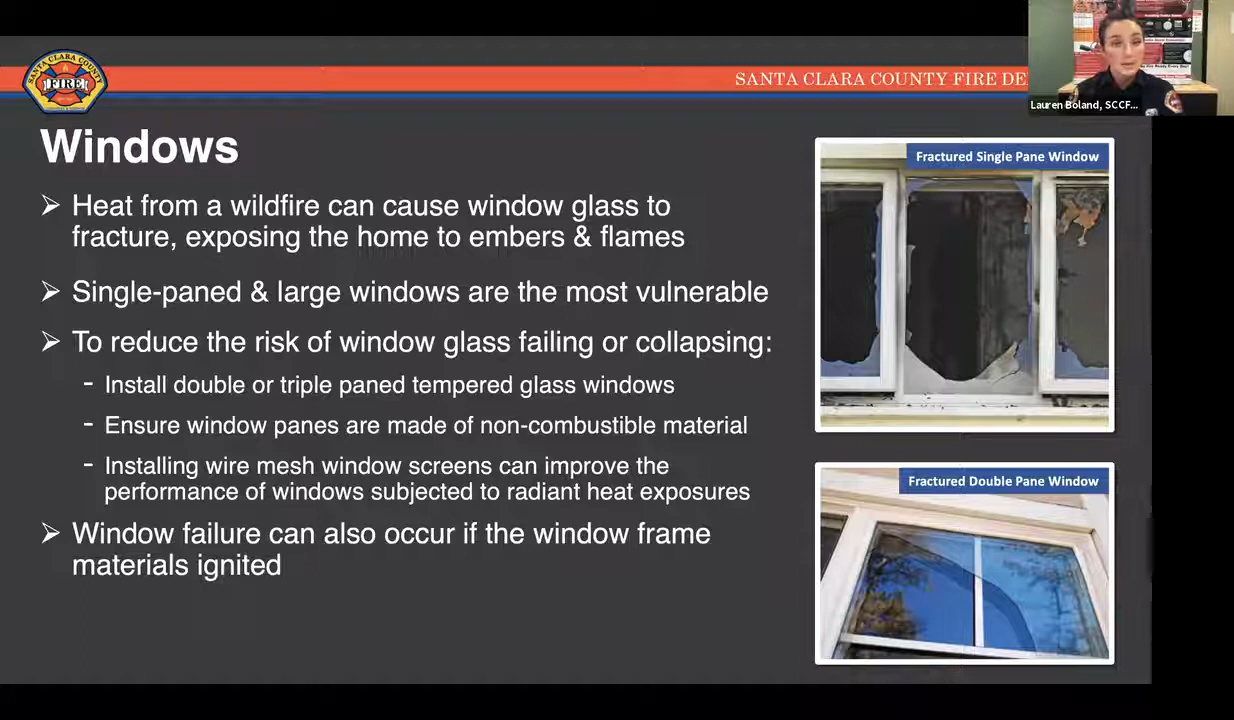 SANTA CLARA COUNTY
FIRE
SANTA CLARA COUNTY FIRE DE
Lauren Boland, SCCF...
Windows
Fractured Single Pane Window
➢ Heat from a wildfire can cause window glass to
fracture, exposing the home to embers & flames
➢ Single-paned & large windows are the most vulnerable
➢ To reduce the risk of window glass failing or collapsing:
- Install double or triple paned tempered glass windows
- Ensure window panes are made of non-combustible material
- Installing wire mesh window screens can improve the
performance of windows subjected to radiant heat exposures
➢ Window failure can also occur if the window frame
materials ignited
Fractured Double Pane Window